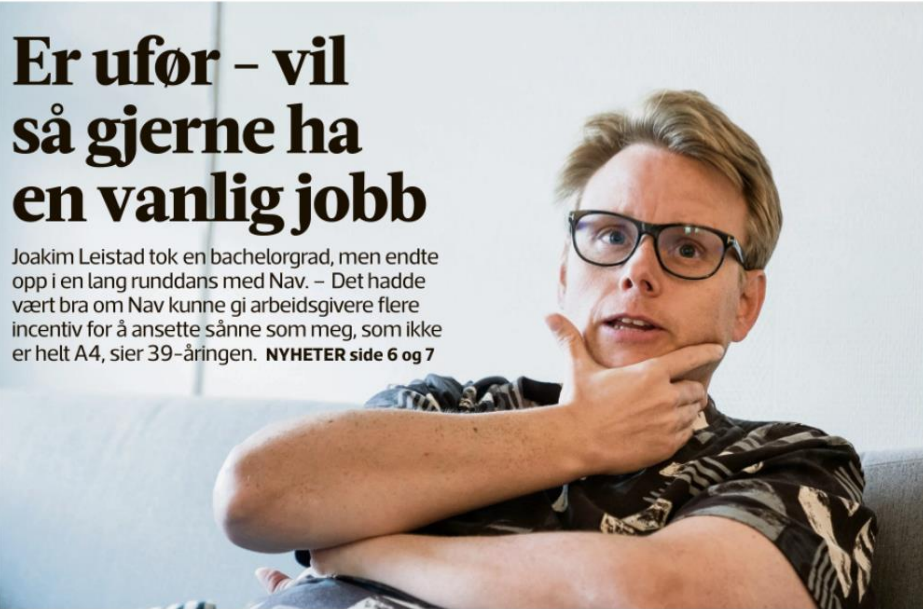 Er ufør – vil
så gjerne ha
en vanlig jobb
Joakim Leistad tok en bachelorgrad, men endte
opp i en lang runddans med Nav. – Det hadde
vært bra om Nav kunne gi arbeidsgivere flere
incentiv for å ansette sånne som meg, som ikke
er helt A4, sier 39-åringen. NYHETER side 6 og 7